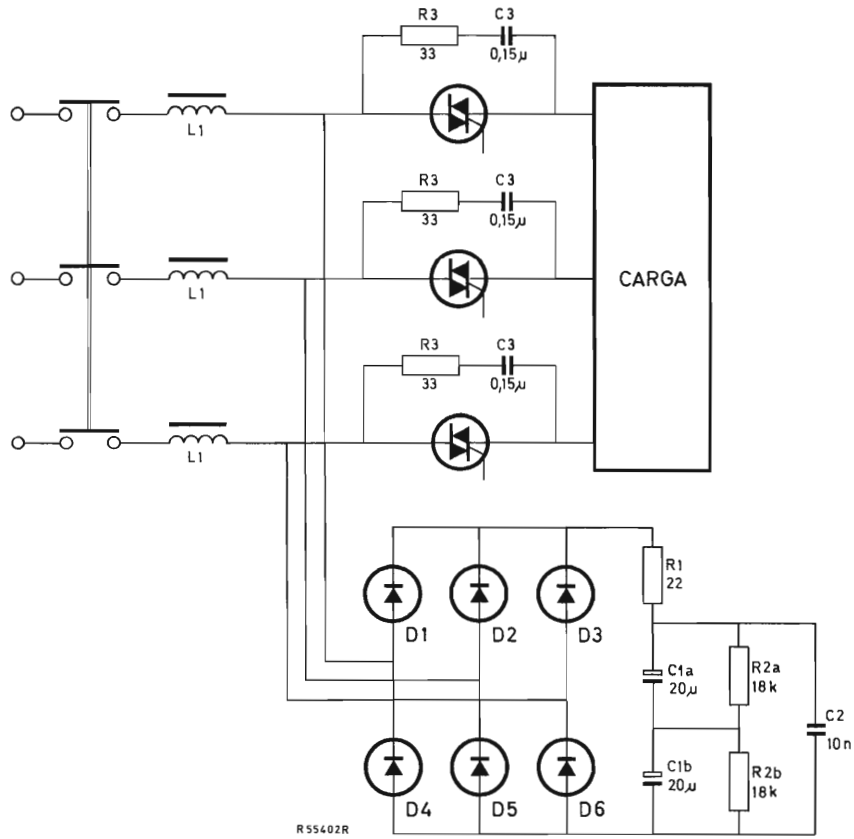 R3
33
C3
0,15µ
L1
R3
33
C3
0,15µ
L1
CARGA
R3
33
C3
0,15µ
L1
D1
D2
D3
R1
22
C1a
20µ
R2a
18k
C2
10n
C1b
20µ
R2b
18k
D4
D5
D6
R55402R